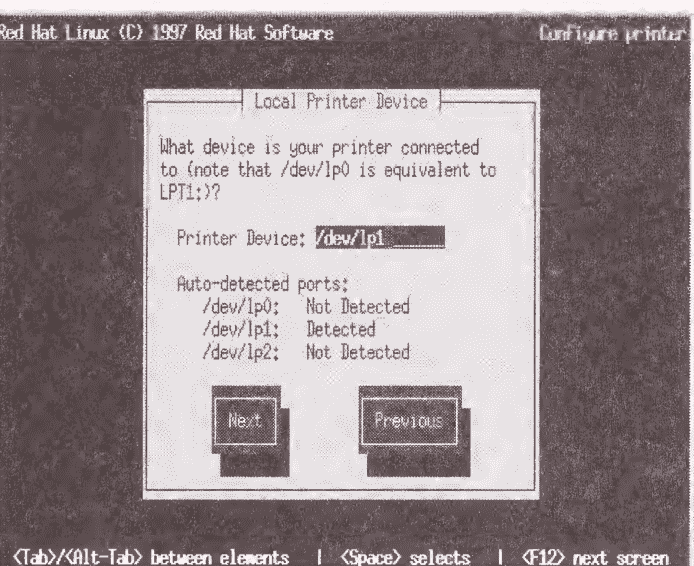 Red Hat Linux (C) 1997 Red Hat Software Configure printer
Local Printer Device
What device is your printer connected
to (note that /dev/lp0 is equivalent to
LPT1:)?
Printer Device: /dev/lp1
Auto-detected ports:
/dev/lp0: Not Detected
/dev/lp1: Detected
/dev/lp2: Not Detected
Next Previous
<Tab>/<Alt-Tab> between elements | <Space> selects | <F12> next screen